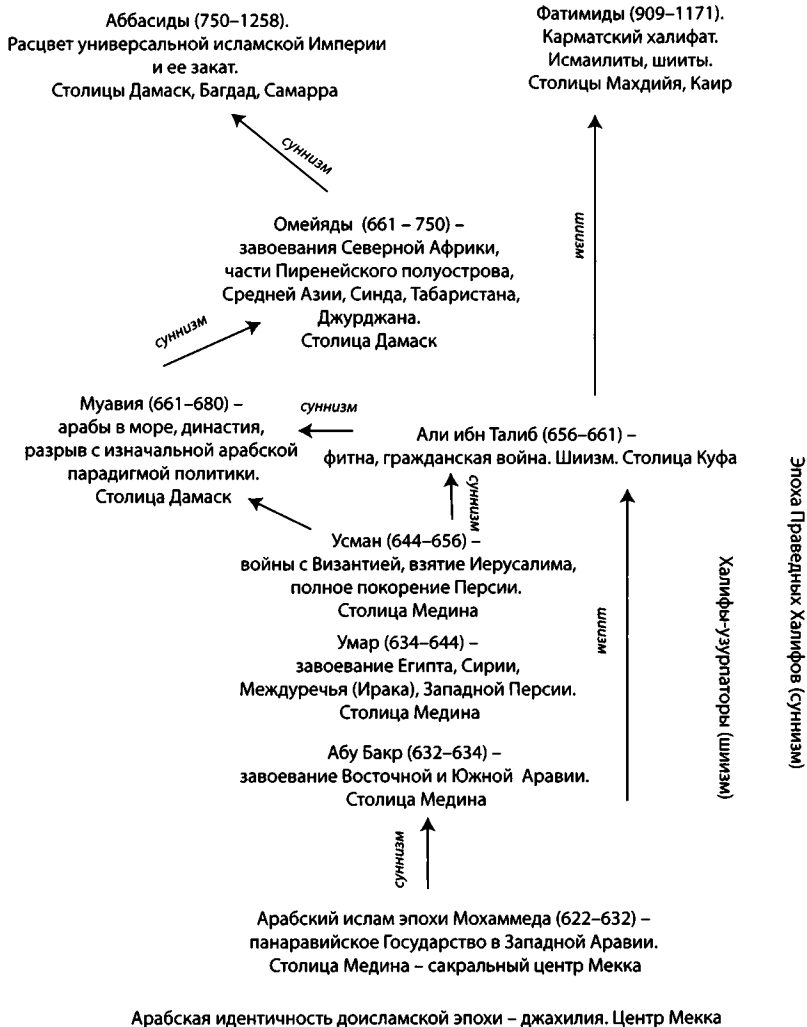 Аббасиды (750–1258).
Расцвет универсальной исламской Империи
и ее закат.
Столицы Дамаск, Багдад, Самарра
Фатимиды (909–1171).
Карматский халифат.
Исмаилиты, шииты.
Столицы Махдийя, Каир
суннизм
шиизм
Омейяды (661 – 750) –
завоевания Северной Африки,
части Пиренейского полуострова,
Средней Азии, Синда, Табаристана,
Джурджана.
Столица Дамаск
суннизм
Муавия (661–680) –
арабы в море, династия,
разрыв с изначальной арабской
парадигмой политики.
Столица Дамаск
суннизм
Али ибн Талиб (656–661) –
фитна, гражданская война. Шиизм. Столица Куфа
суннизм
Усман (644–656) –
войны с Византией, взятие Иерусалима,
полное покорение Персии.
Столица Медина
шиизм
Умар (634–644) –
завоевание Египта, Сирии,
Междуречья (Ирака), Западной Персии.
Столица Медина
Абу Бакр (632–634) –
завоевание Восточной и Южной Аравии.
Столица Медина
Халифы-узурпаторы (шиизм)
Эпоха Праведных Халифов (суннизм)
суннизм
Арабский ислам эпохи Мохаммеда (622–632) –
панаравийское Государство в Западной Аравии.
Столица Медина – сакральный центр Мекка
Арабская идентичность доисламской эпохи – джахилия. Центр Мекка